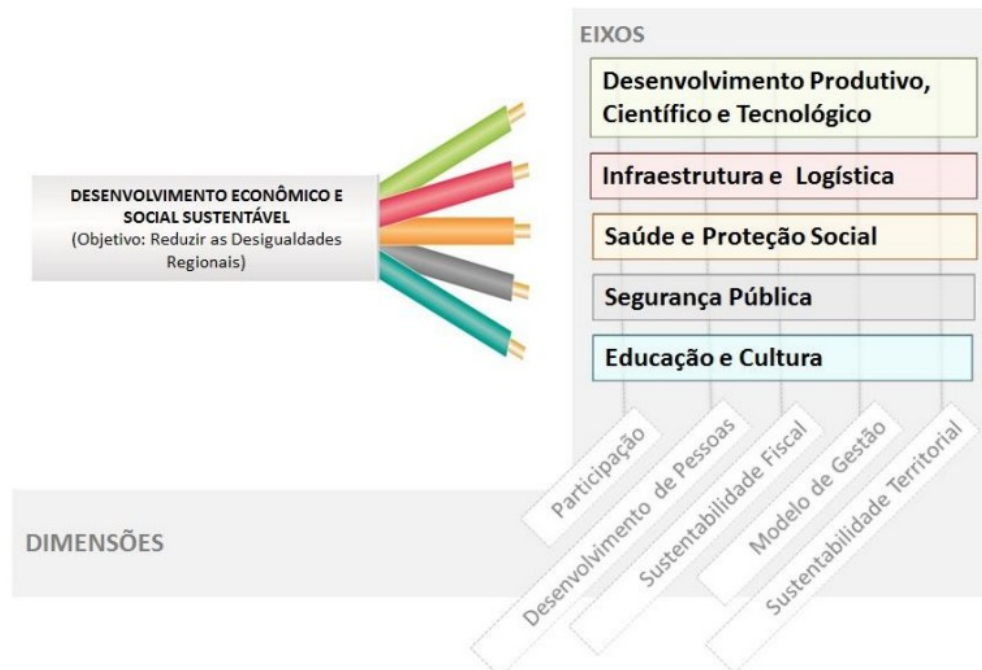 EIXOS
Desenvolvimento Produtivo,
Científico e Tecnológico
Infraestrutura e Logística
Saúde e Proteção Social
Segurança Pública
Educação e Cultura
DESENVOLVIMENTO ECONÔMICO E
SOCIAL SUSTENTÁVEL
(Objetivo: Reduzir as Desigualdades
Regionais)
DIMENSÕES
Participação
Desenvolvimento de Pessoas
Sustentabilidade Fiscal
Modelo de Gestão
Sustentabilidade Territorial